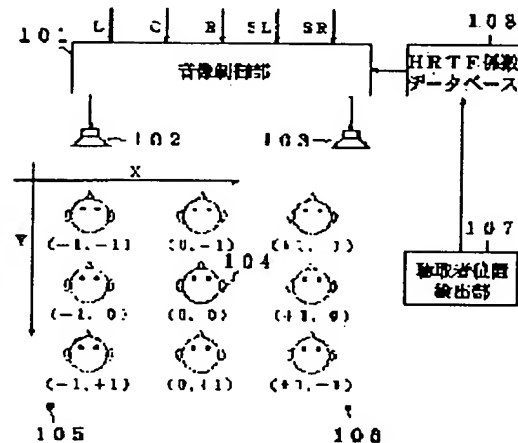 L C R SL SR
101
108
音像制御部
HRTF係数
データベース
102
103
X
Y
107
(-1, -1) (0, -1)
104
聴取者位置
検出部
(-1, 0) (0, 0) (+1, 0)
(-1, +1) (0, +1)
105
106